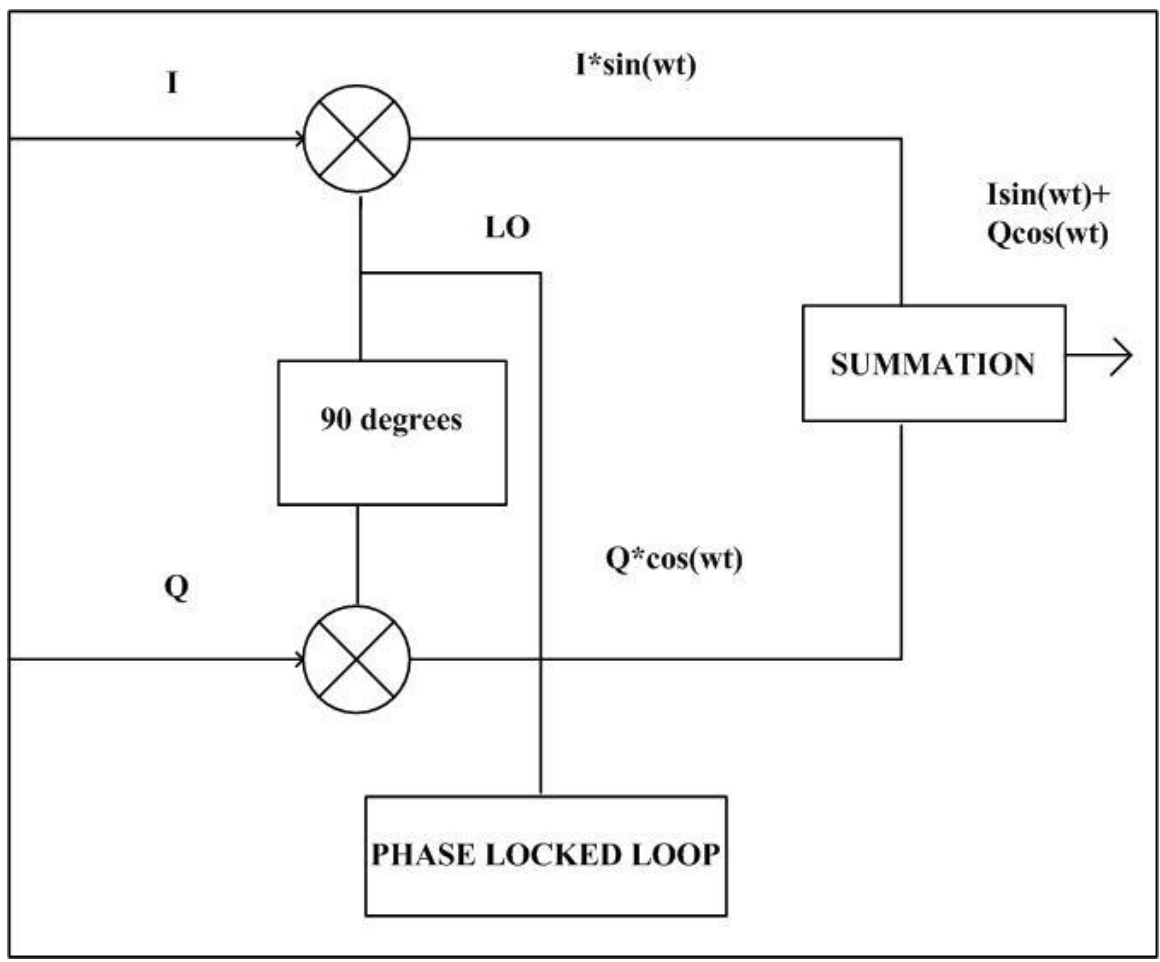 I*sin(wt)
I
Isin(wt)+
Qcos(wt)
LO
SUMMATION
90 degrees
Q*cos(wt)
Q
PHASE LOCKED LOOP